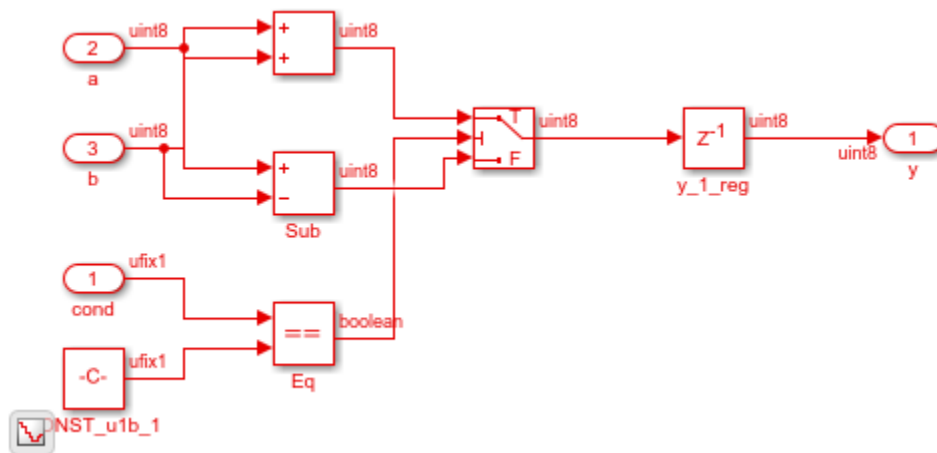 uint8
2
a
+
+
uint8
uint8
3
b
+
−
uint8
Sub
T
F
uint8
Z-1
uint8
y_1_reg
uint8
1
y
ufix1
1
cond
==
boolean
Eq
-C-
ufix1
NST_u1b_1